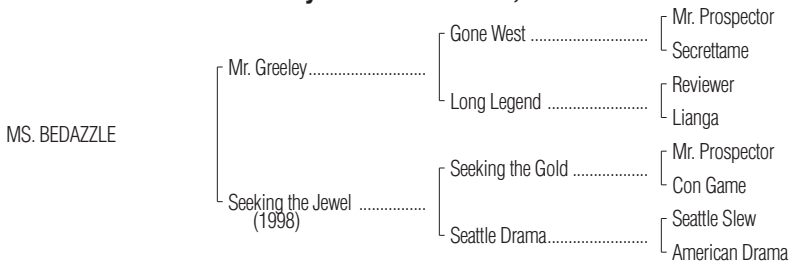 Mr. Prospector
Gone West ...........................
Secrettame
Mr. Greeley...........................
Reviewer
Long Legend .......................
Lianga
MS. BEDAZZLE
Mr. Prospector
Seeking the Gold .................
Con Game
Seeking the Jewel ...............
(1998)
Seattle Slew
Seattle Drama.......................
American Drama